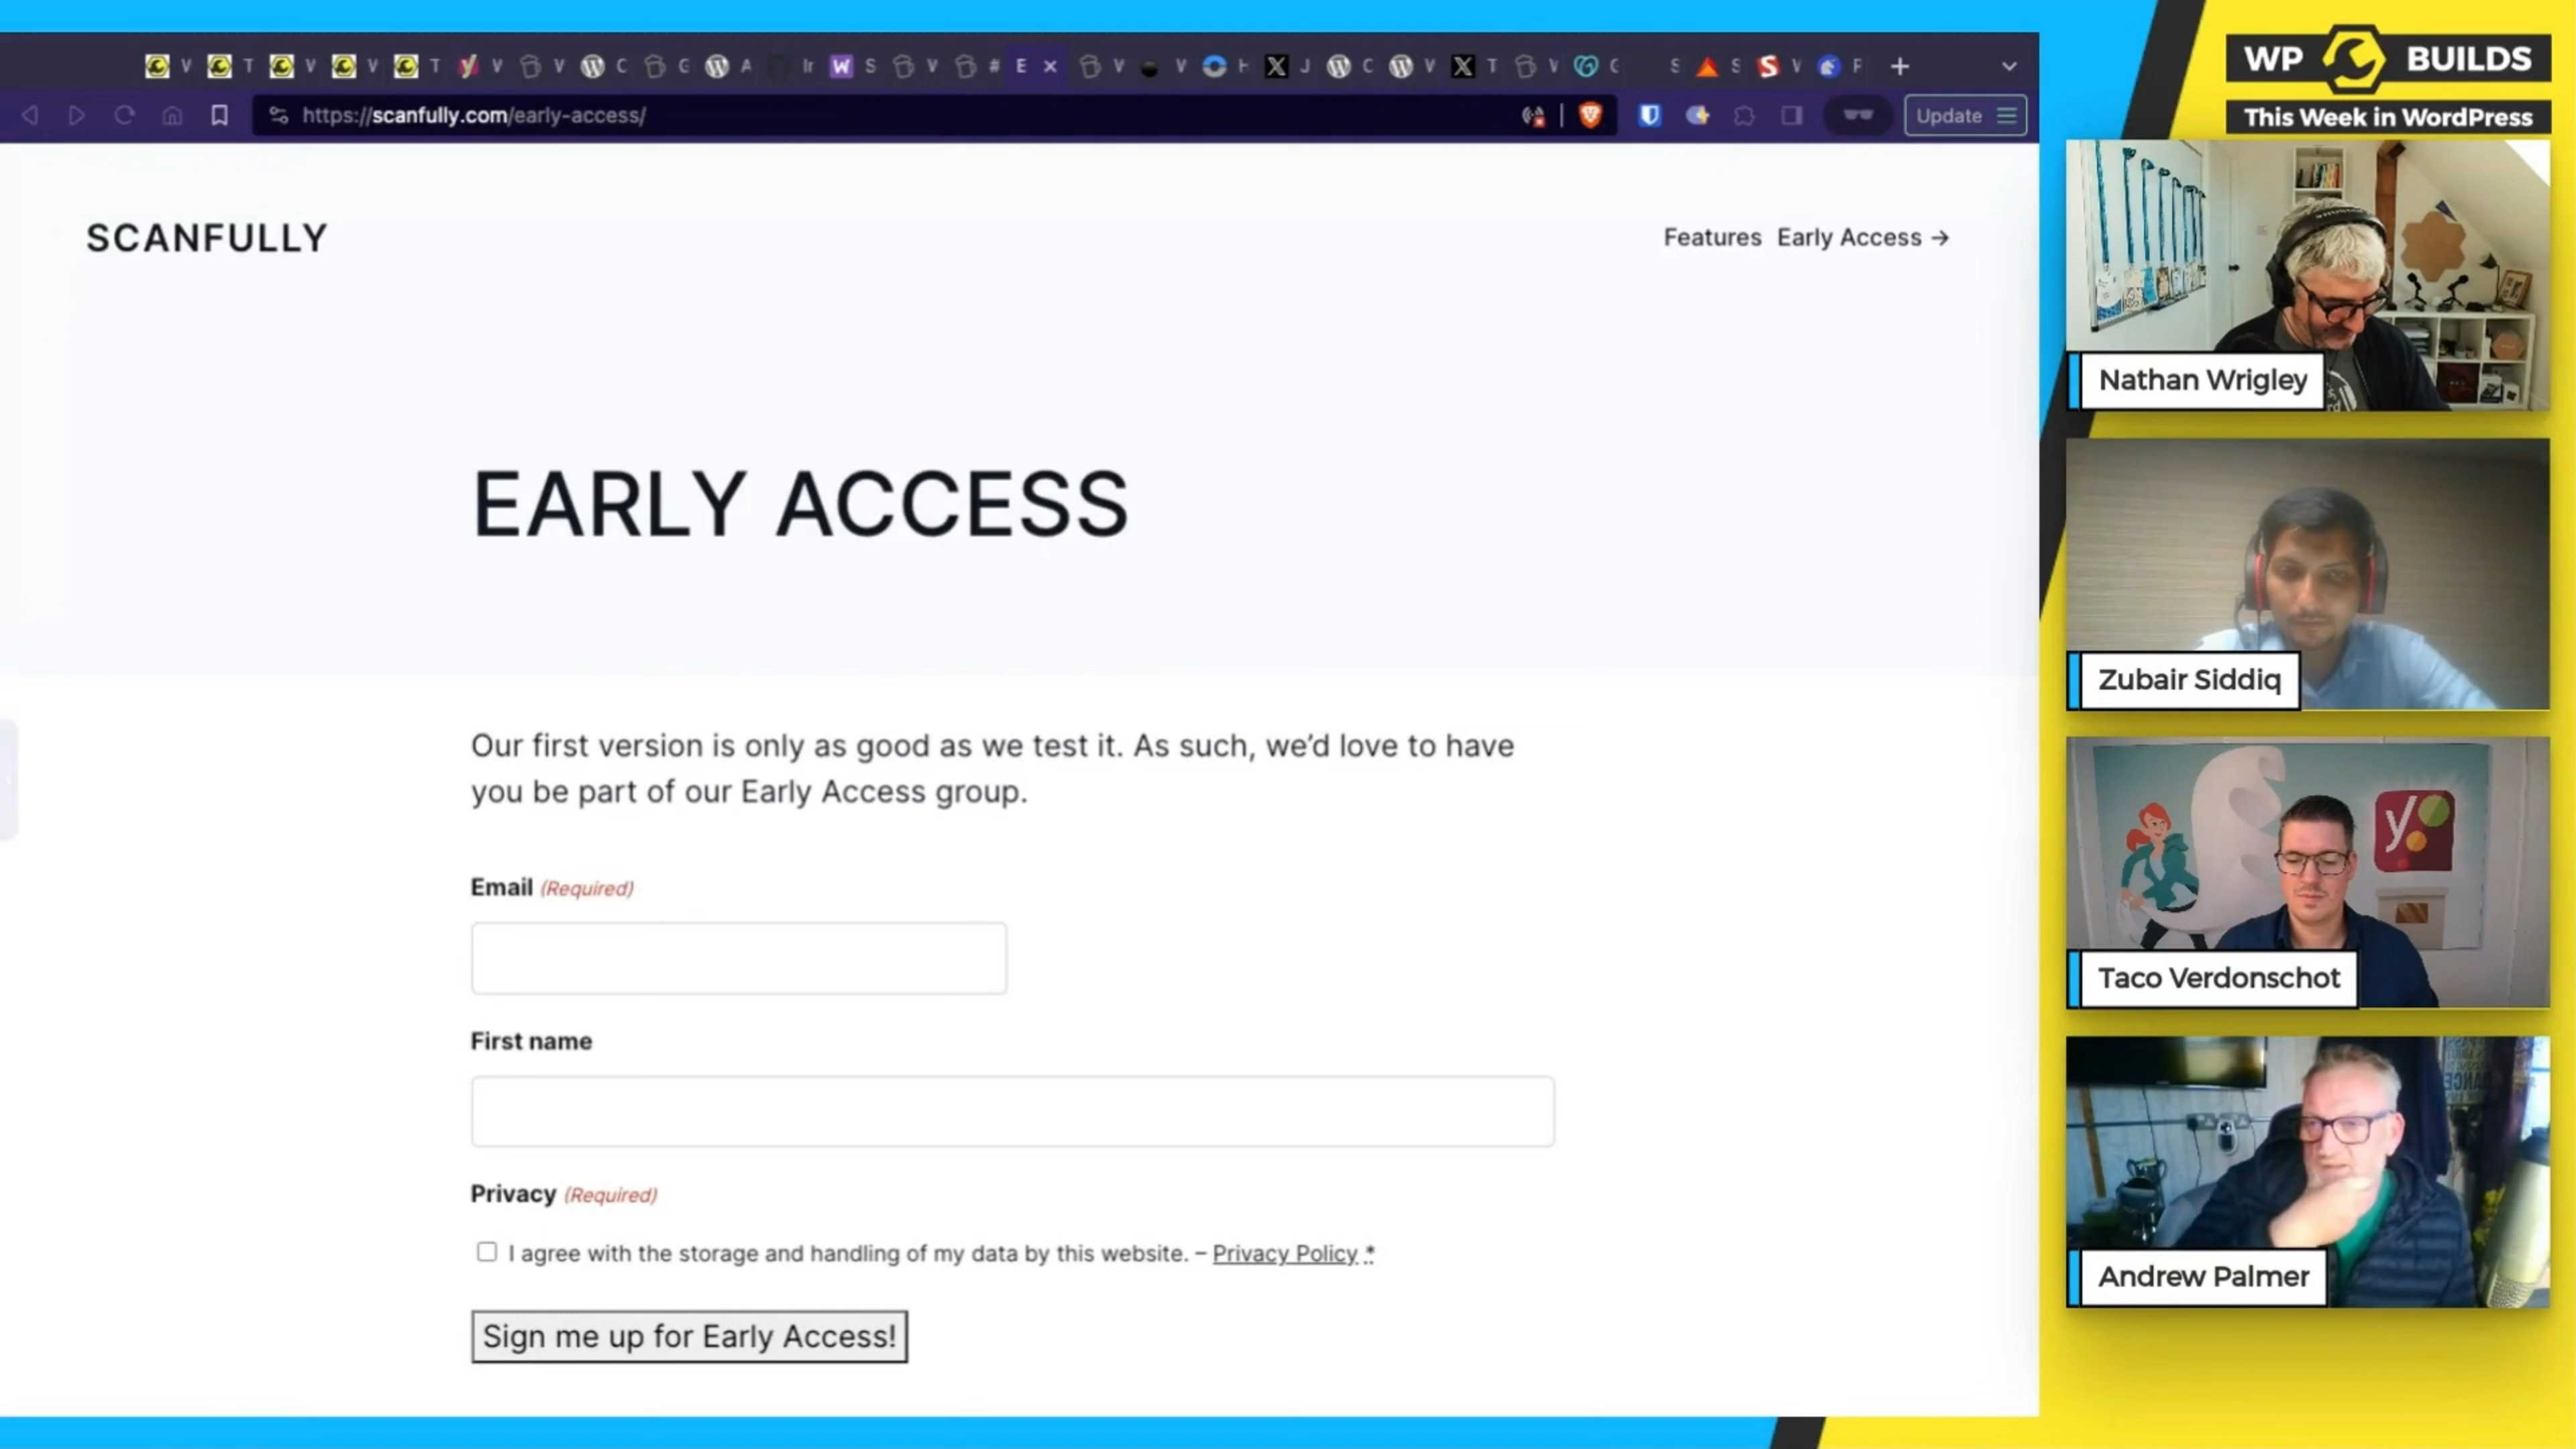 V T V V T V V C G A Ir S V # E V V H J C V T V C S S V F
https://scanfully.com/early-access/
Update
SCANFULLY
Features Early Access →
EARLY ACCESS
Our first version is only as good as we test it. As such, we’d love to have
you be part of our Early Access group.
Email (Required)
First name
Privacy (Required)
I agree with the storage and handling of my data by this website. – Privacy Policy *
Sign me up for Early Access!
WP BUILDS
This Week in WordPress
Nathan Wrigley
Zubair Siddiq
y
Taco Verdonschot
Andrew Palmer